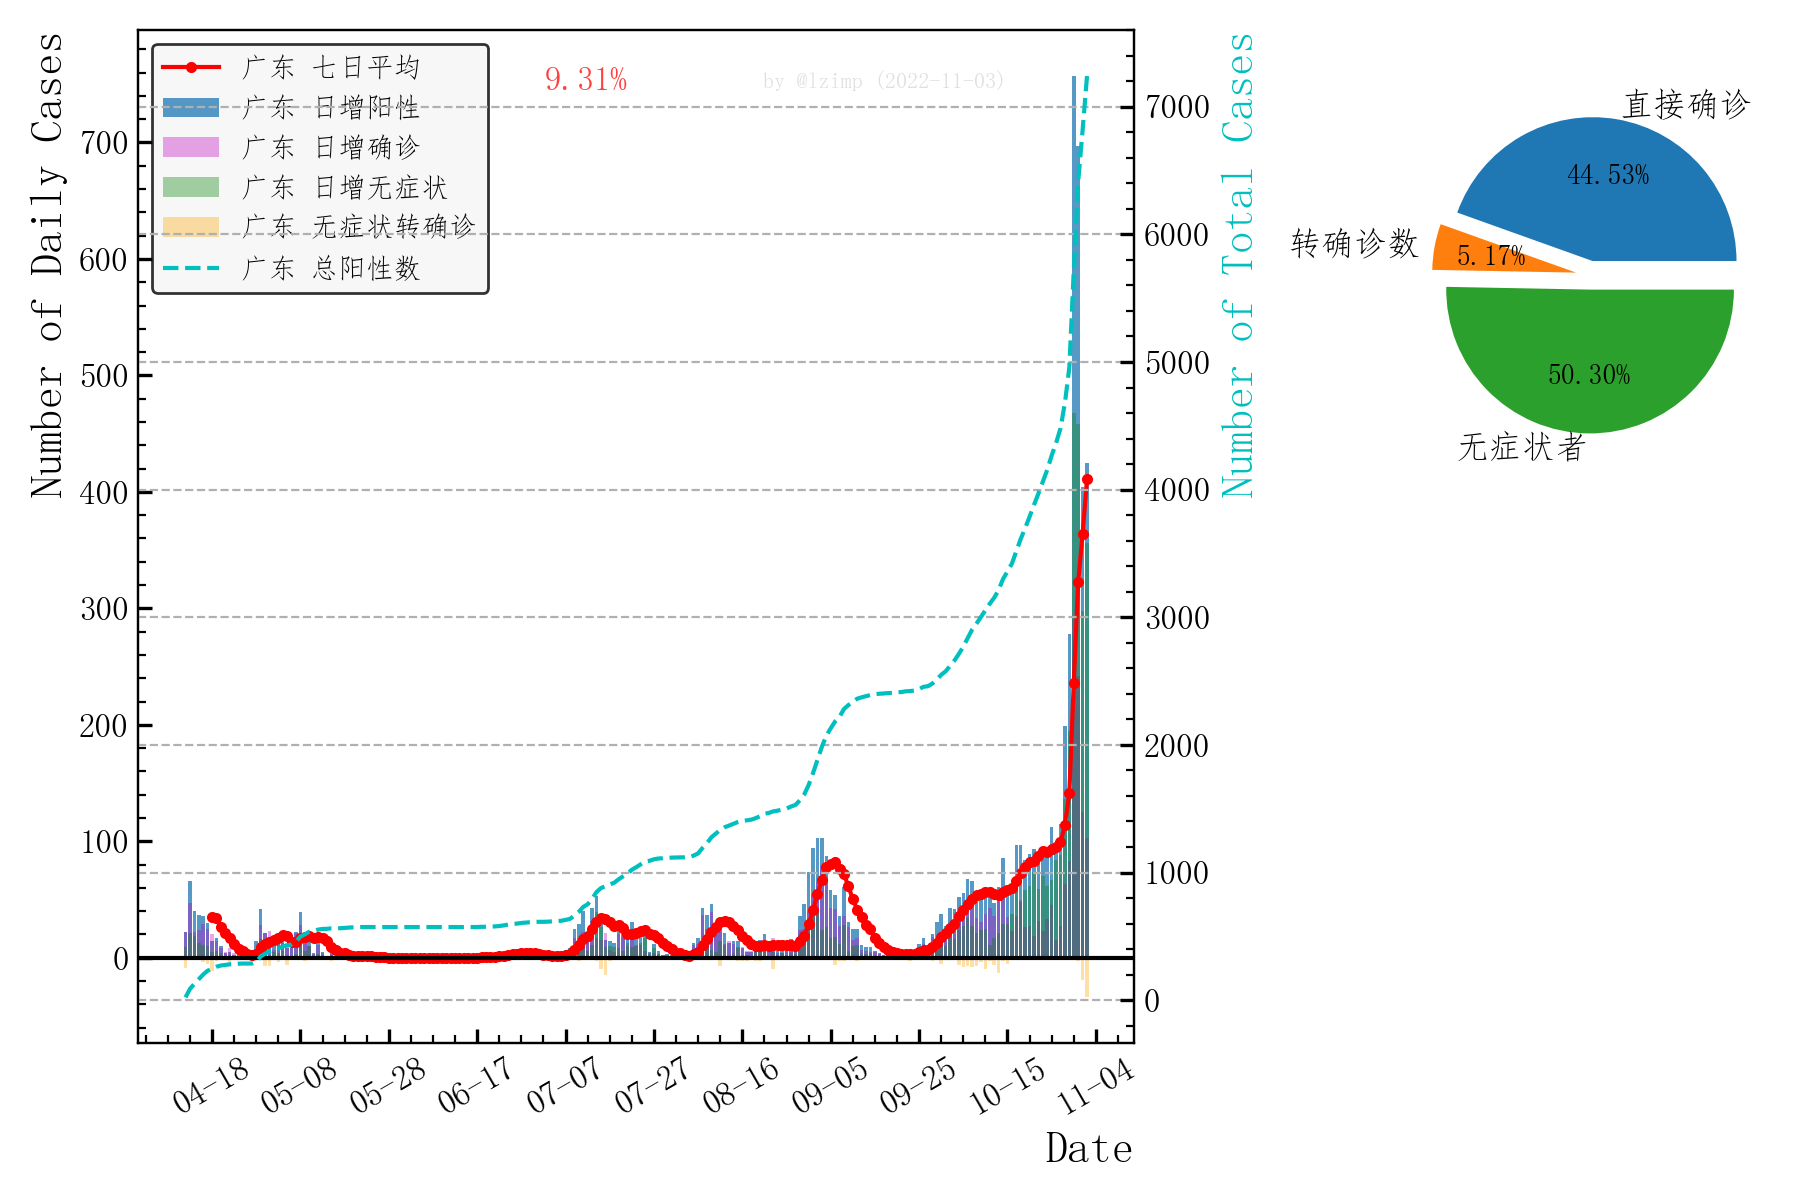 Number of Daily Cases
700
600
500
400
300
200
100
0
广东 七日平均
广东 日增阳性
广东 日增确诊
广东 日增无症状
广东 无症状转确诊
广东 总阳性数
9.31%
by @lzimp (2022-11-03)
7000
6000
5000
4000
3000
2000
1000
0
Number of Total Cases
04-18
05-08
05-28
06-17
07-07
07-27
08-16
09-05
09-25
10-15
11-04
Date
直接确诊
44.53%
转确诊数
5.17%
50.30%
无症状者